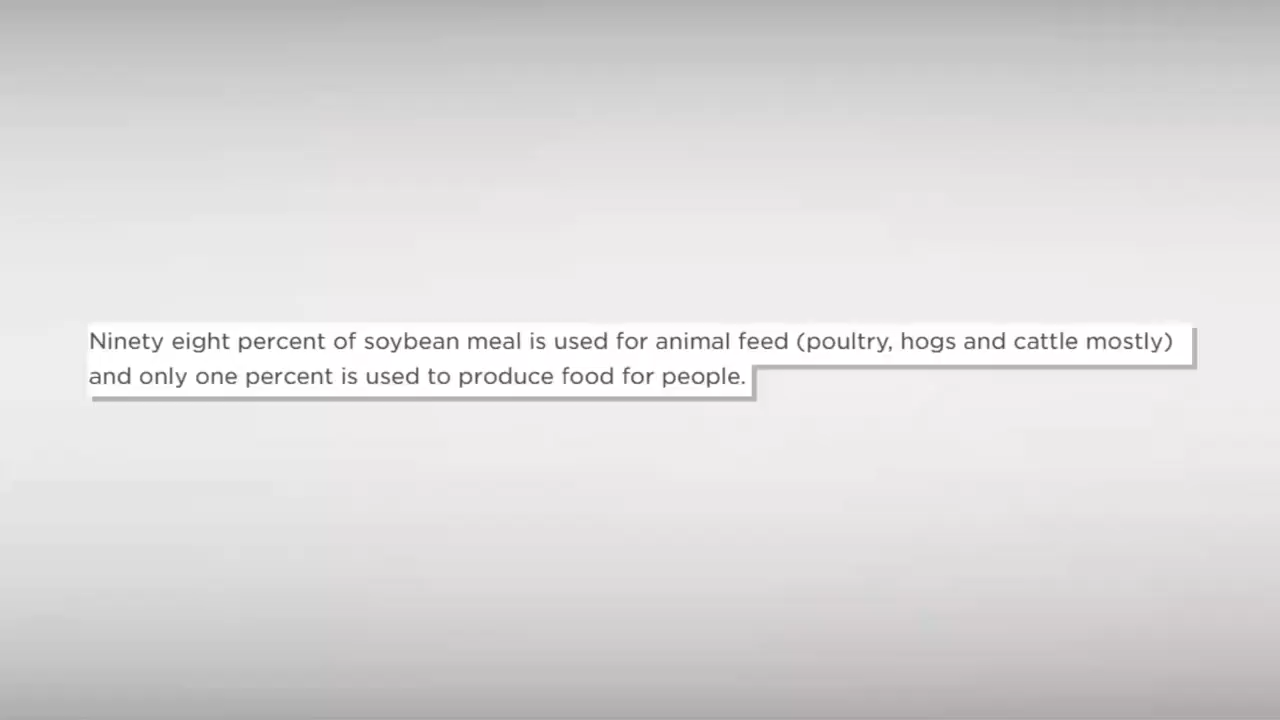 Ninety eight percent of soybean meal is used for animal feed (poultry, hogs and cattle mostly)
and only one percent is used to produce food for people.